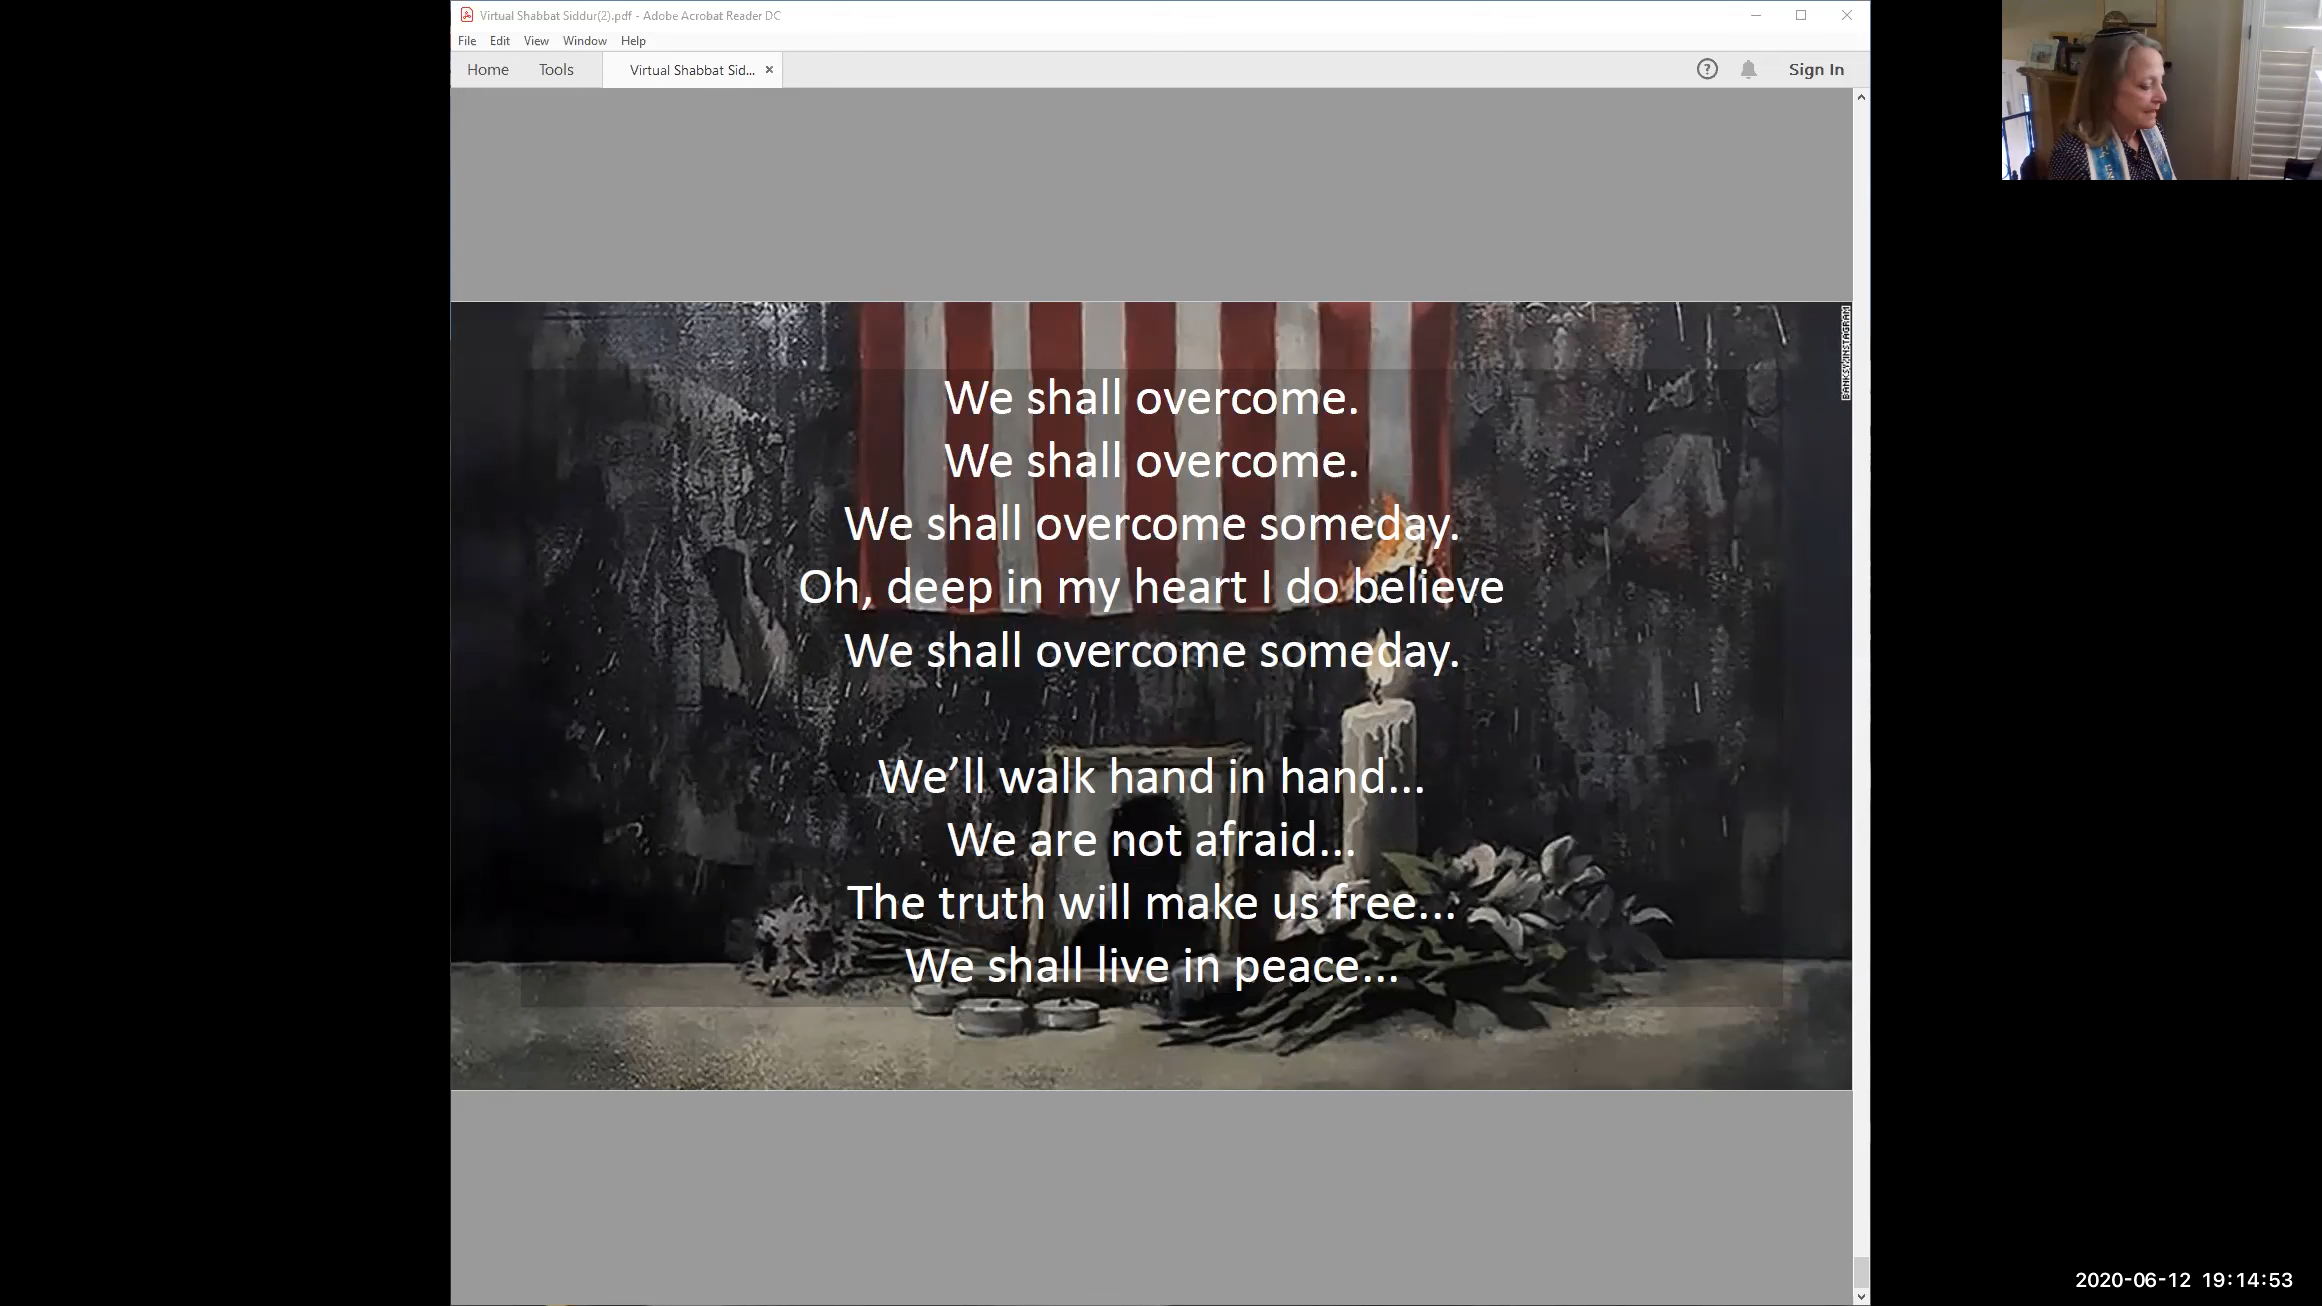 Virtual Shabbat Siddur(2).pdf - Adobe Acrobat Reader DC
File Edit View Window Help
Home Tools Virtual Shabbat Sid... × ? Sign In
BANKSY/INSTAGRAM
We shall overcome.
We shall overcome.
We shall overcome someday.
Oh, deep in my heart I do believe
We shall overcome someday.
We’ll walk hand in hand...
We are not afraid...
The truth will make us free...
We shall live in peace...
2020-06-12 19:14:53